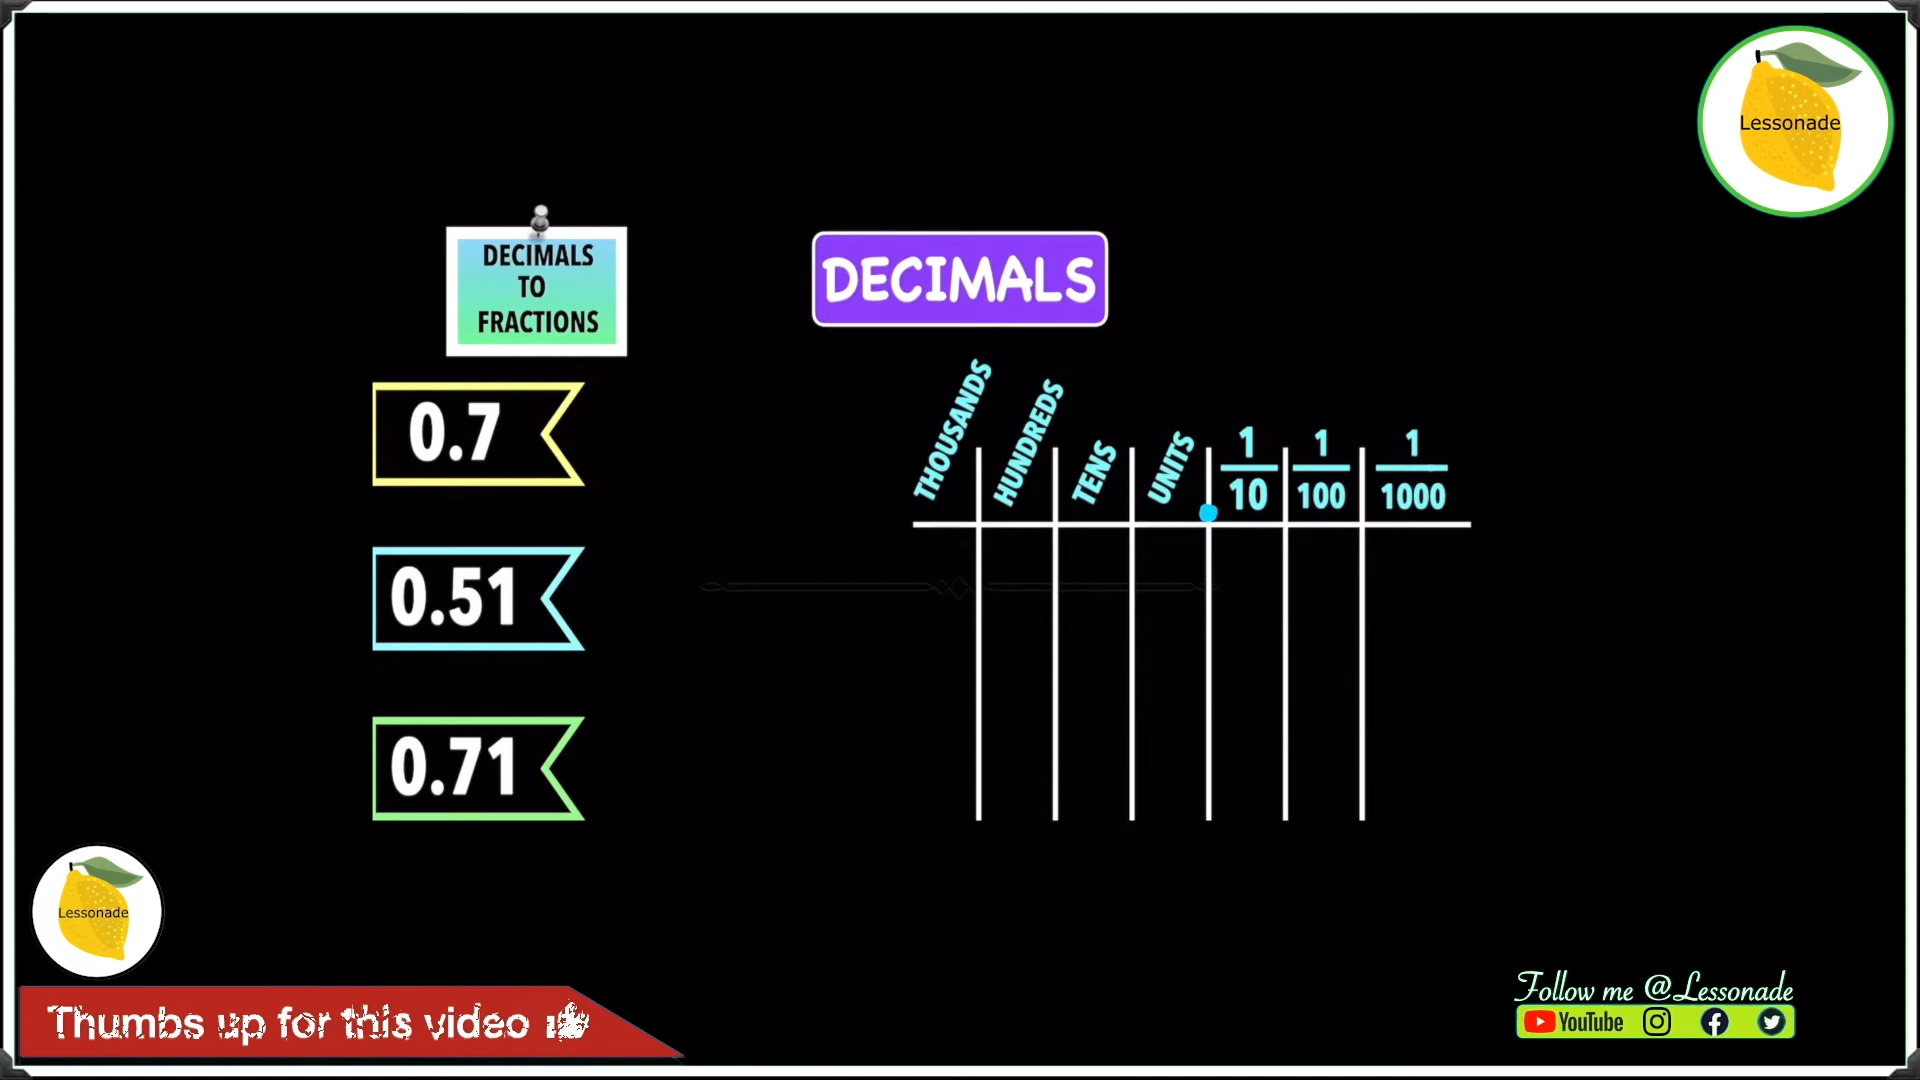 Lessonade
DECIMALS
TO
FRACTIONS
DECIMALS
0.7
0.51
0.71
THOUSANDS
HUNDREDS
TENS
UNITS
1
10
1
100
1
1000
Lessonade
Thumbs up for this video
Follow me @Lessonade
YouTube